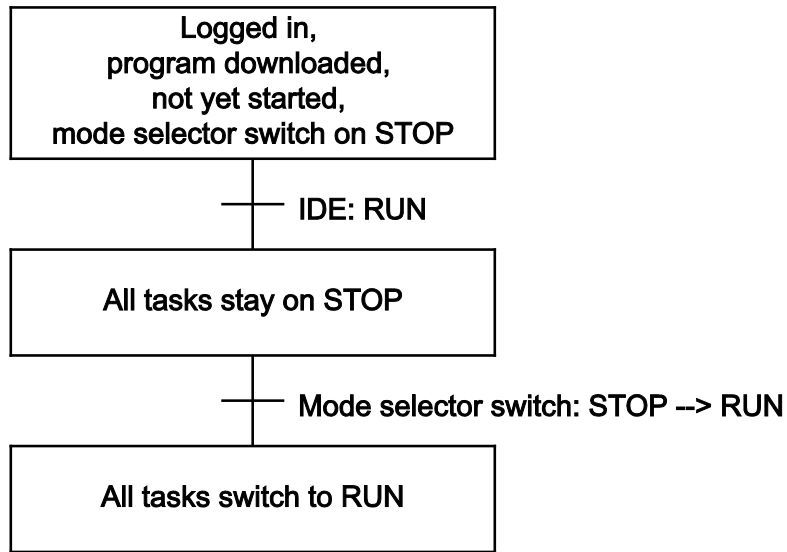 Logged in,
program downloaded,
not yet started,
mode selector switch on STOP
IDE: RUN
All tasks stay on STOP
Mode selector switch: STOP --> RUN
All tasks switch to RUN